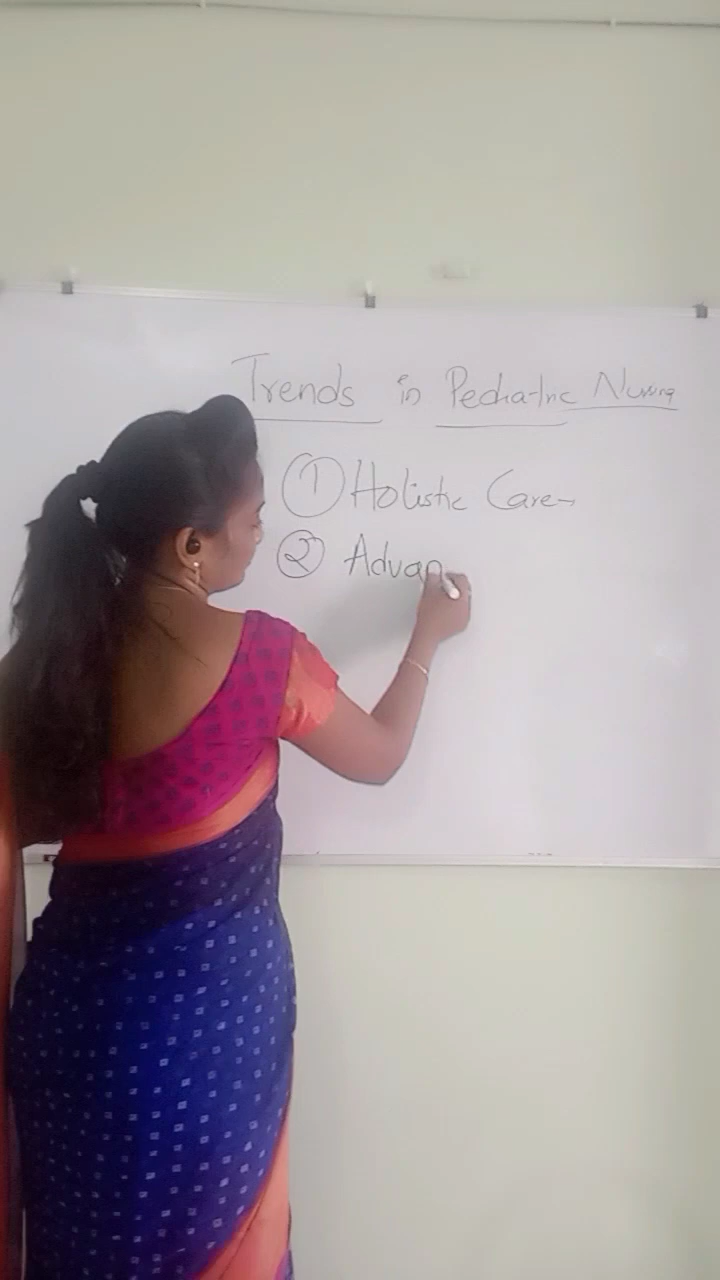 Trends in Pediatric Nursing
① Holistic Care
② Advan